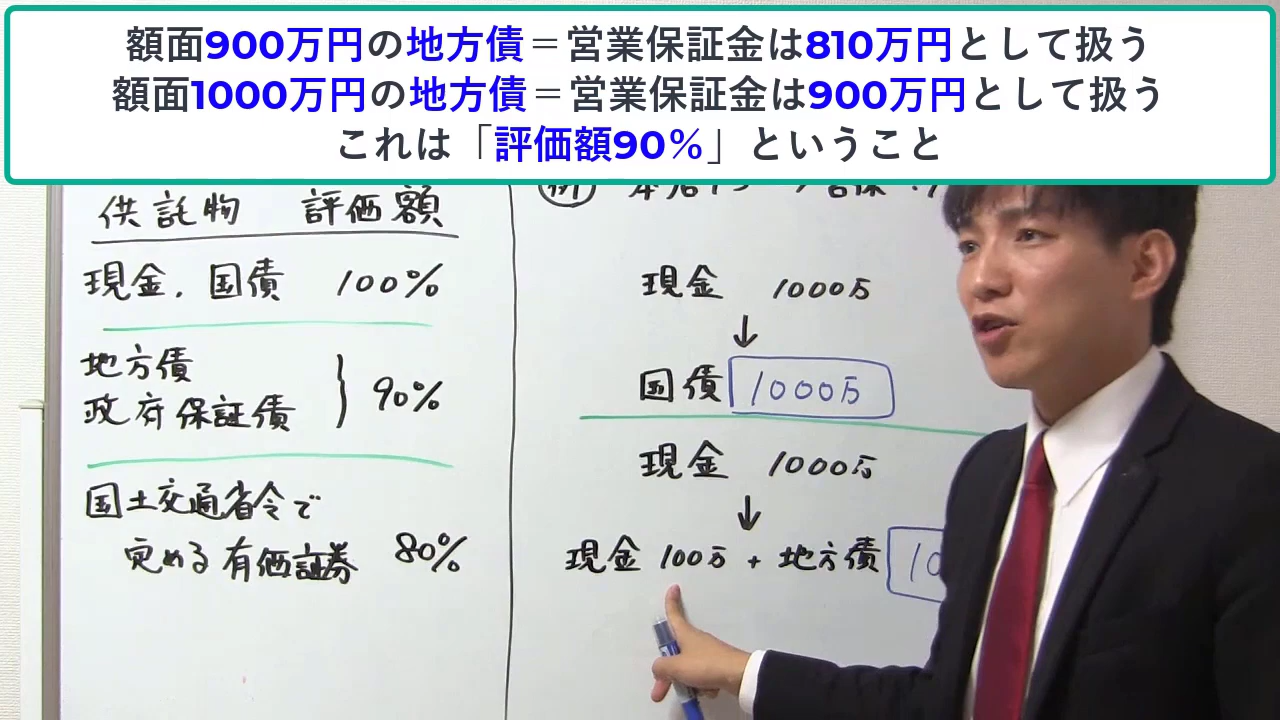 額面900万円の地方債＝営業保証金は810万円として扱う
額面1000万円の地方債＝営業保証金は900万円として扱う
これは「評価額90％」ということ
供託物 評価額
現金.国債 100%
地方債
政府保証債 } 90%
国土交通省令で
定める有価証券 80%
現金 1000万
↓
国債 1000万
現金 1000万
↓
現金 100万 + 地方債 10